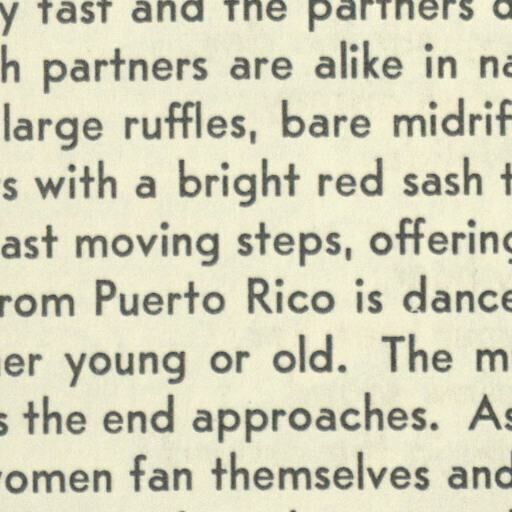 y fast and the partners
h partners are alike in na
large ruffles, bare midrif
s with a bright red sash t
ast moving steps, offering
rom Puerto Rico is dance
er young or old. The m
s the end approaches. As
women fan themselves and